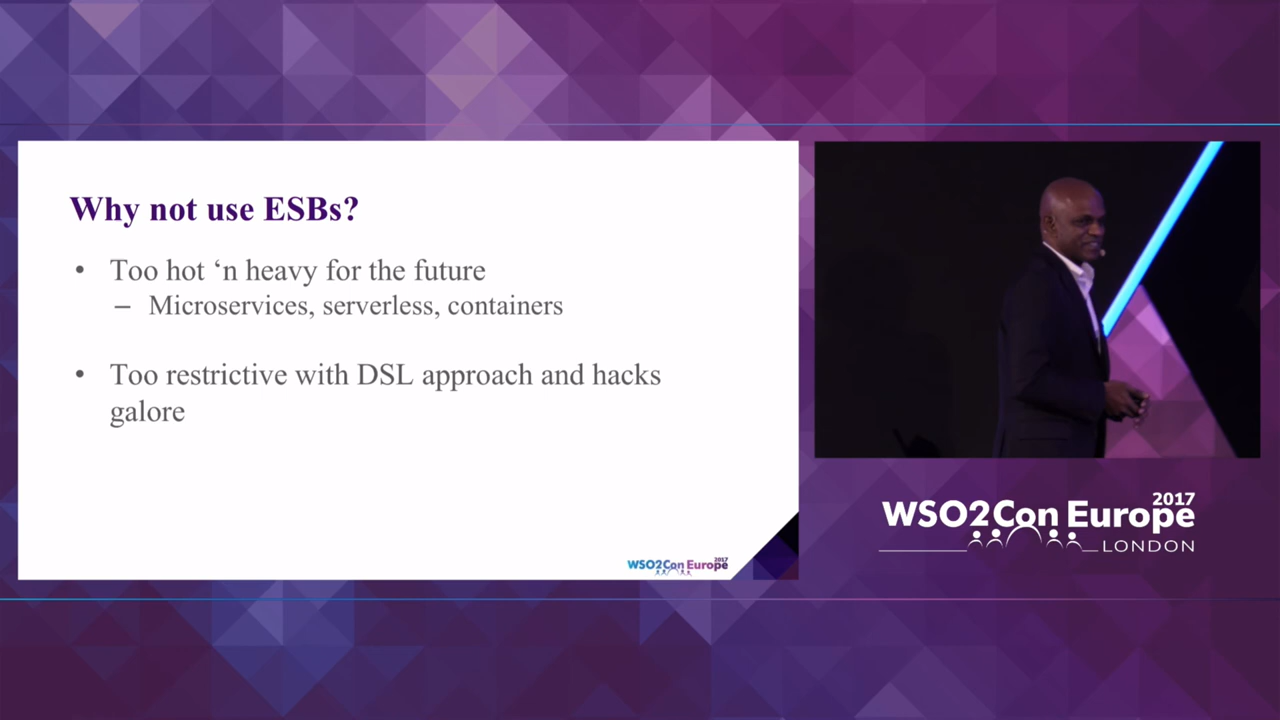 Why not use ESBs?
• Too hot ‘n heavy for the future
– Microservices, serverless, containers
• Too restrictive with DSL approach and hacks
galore
WSO2Con Europe 2017
WSO2Con Europe 2017
LONDON